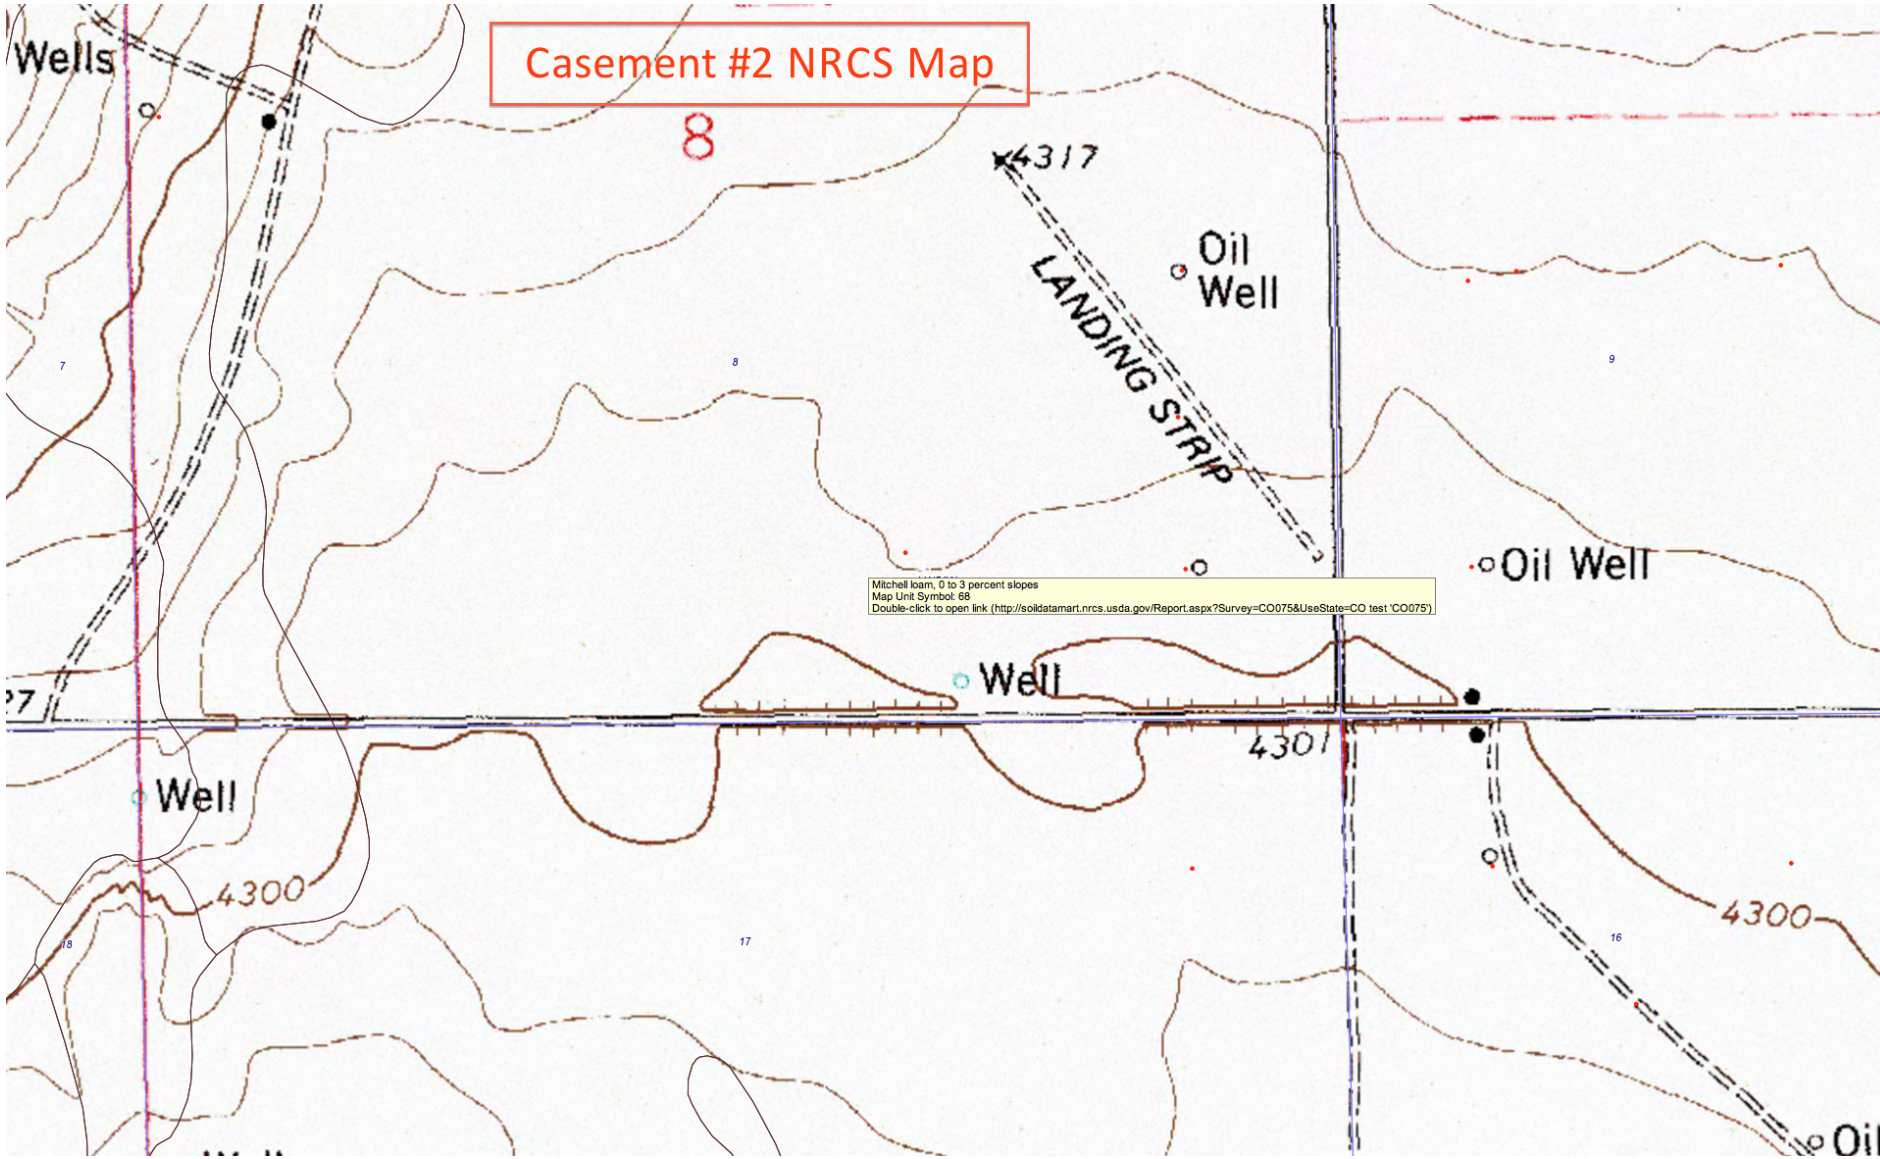 Casement #2 NRCS Map
Wells
8
4317
Oil
Well
LANDING STRIP
7
8
9
Oil Well
Mitchell loam, 0 to 3 percent slopes
Map Unit Symbol: 68
Double-click to open link (http://soildatamart.nrcs.usda.gov/Report.aspx?Survey=CO075&UseState=CO test 'CO075')
Well
27
4301
Well
4300
4300
18
17
16
Oil